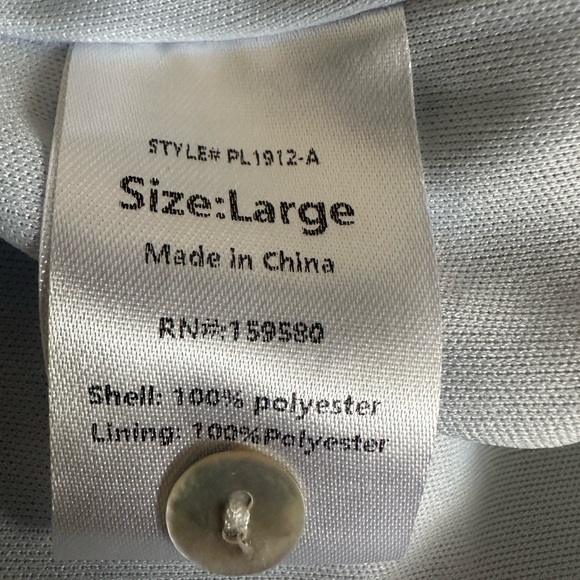 STYLE# PL1912-A
Size:Large
Made in China
RN#:159580
Shell: 100% polyester
Lining: 100%Polyester